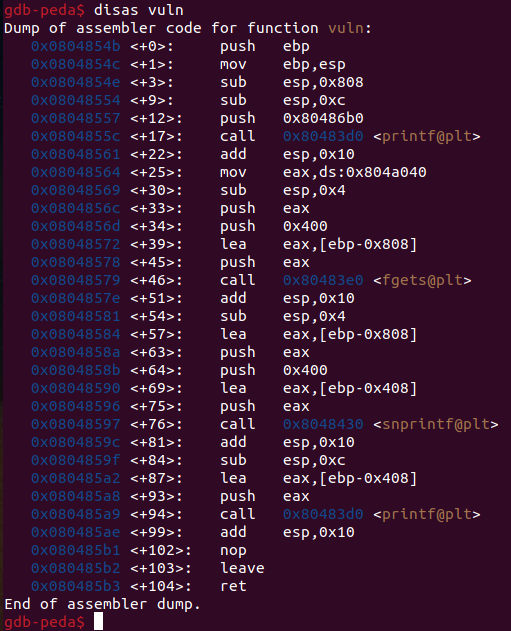 gdb-peda$ disas vuln
Dump of assembler code for function vuln:
0x0804854b <+0>: push ebp
0x0804854c <+1>: mov ebp,esp
0x0804854e <+3>: sub esp,0x808
0x08048554 <+9>: sub esp,0xc
0x08048557 <+12>: push 0x80486b0
0x0804855c <+17>: call 0x80483d0 <printf@plt>
0x08048561 <+22>: add esp,0x10
0x08048564 <+25>: mov eax,ds:0x804a040
0x08048569 <+30>: sub esp,0x4
0x0804856c <+33>: push eax
0x0804856d <+34>: push 0x400
0x08048572 <+39>: lea eax,[ebp-0x808]
0x08048578 <+45>: push eax
0x08048579 <+46>: call 0x80483e0 <fgets@plt>
0x0804857e <+51>: add esp,0x10
0x08048581 <+54>: sub esp,0x4
0x08048584 <+57>: lea eax,[ebp-0x808]
0x0804858a <+63>: push eax
0x0804858b <+64>: push 0x400
0x08048590 <+69>: lea eax,[ebp-0x408]
0x08048596 <+75>: push eax
0x08048597 <+76>: call 0x8048430 <snprintf@plt>
0x0804859c <+81>: add esp,0x10
0x0804859f <+84>: sub esp,0xc
0x080485a2 <+87>: lea eax,[ebp-0x408]
0x080485a8 <+93>: push eax
0x080485a9 <+94>: call 0x80483d0 <printf@plt>
0x080485ae <+99>: add esp,0x10
0x080485b1 <+102>: nop
0x080485b2 <+103>: leave
0x080485b3 <+104>: ret
End of assembler dump.
gdb-peda$